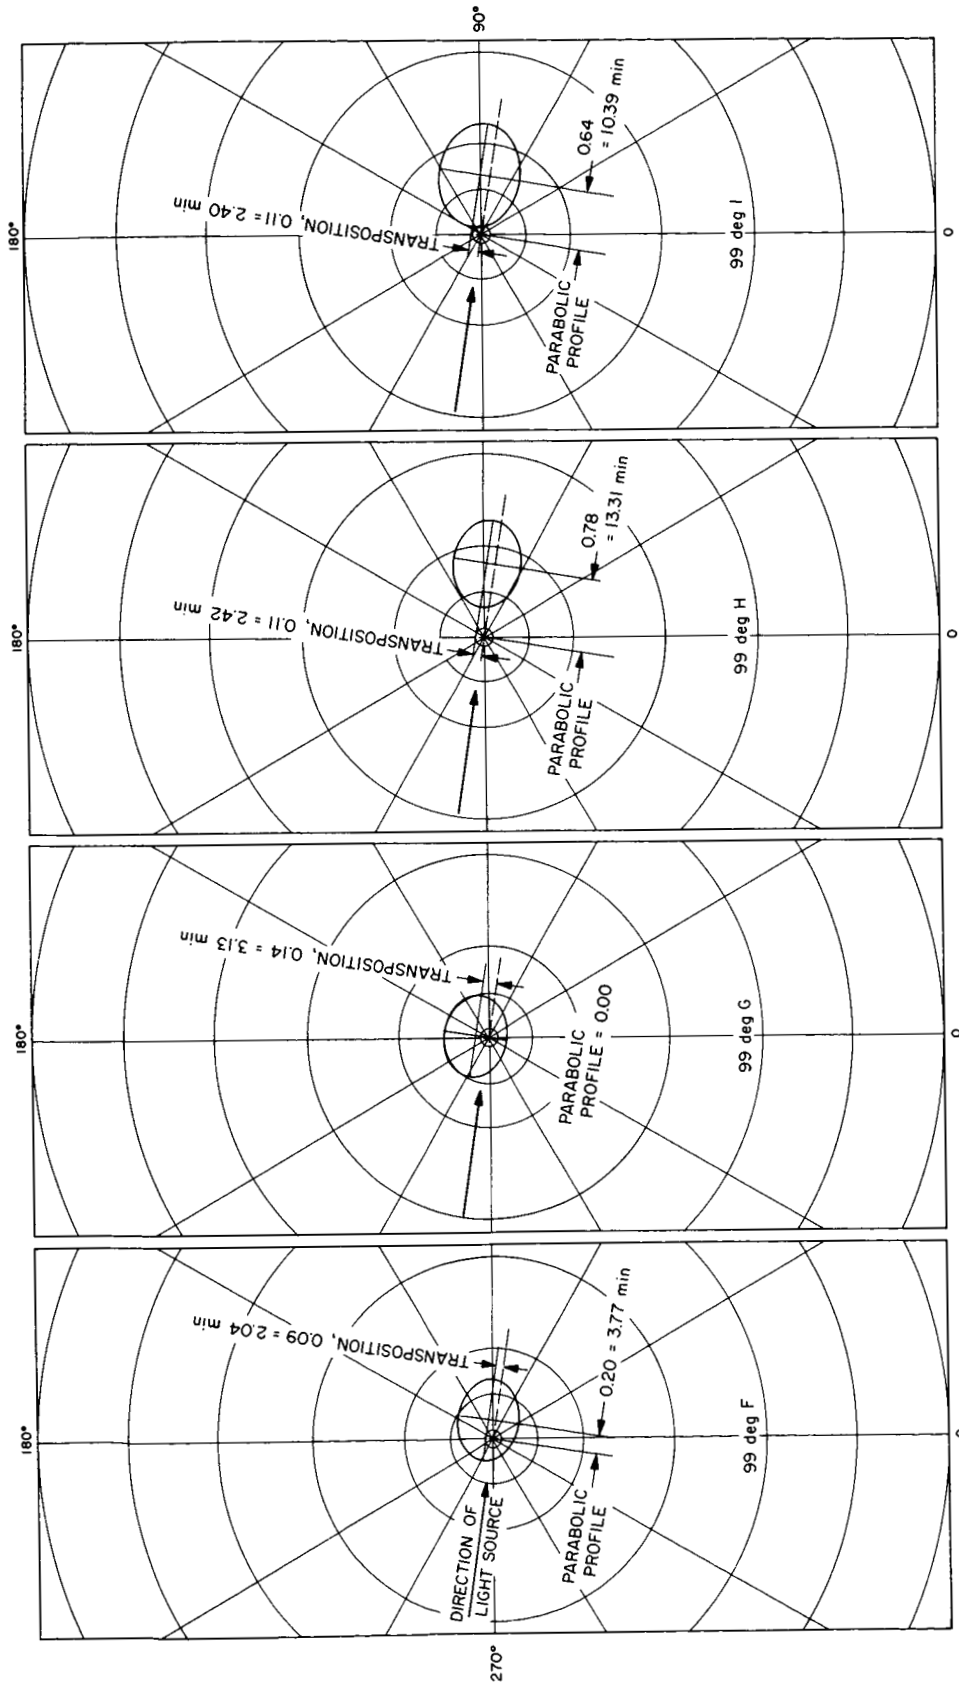 180°
180°
180°
180°
TRANSPOSITION, 0.09 = 2.04 min
TRANSPOSITION, 0.14 = 3.13 min
TRANSPOSITION, 0.11 = 2.42 min
TRANSPOSITION, 0.11 = 2.40 min
270°
90°
DIRECTION OF
LIGHT SOURCE
PARABOLIC
PROFILE
0.20 = 3.77 min
PARABOLIC
PROFILE = 0.00
PARABOLIC
PROFILE
0.78
= 13.31 min
PARABOLIC
PROFILE
0.64
= 10.39 min
99 deg F
99 deg G
99 deg H
99 deg I
0
0
0
0